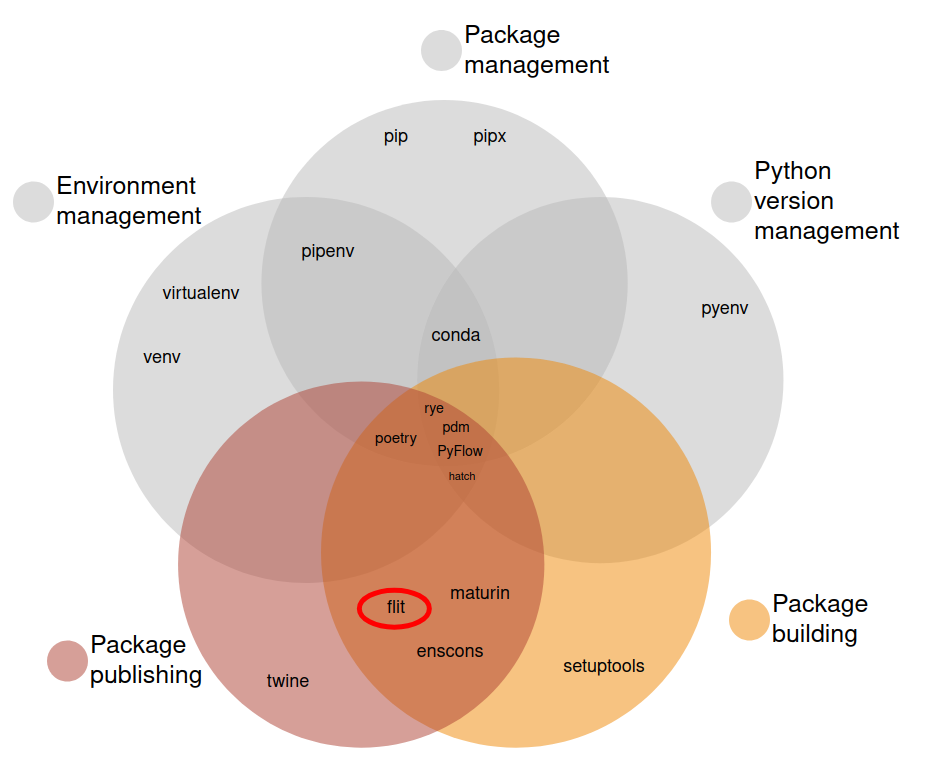 Package
management
Environment
management
Python
version
management
pip
pipx
pipenv
virtualenv
venv
conda
pyenv
rye
pdm
poetry
PyFlow
hatch
flit
maturin
enscons
twine
setuptools
Package
publishing
Package
building